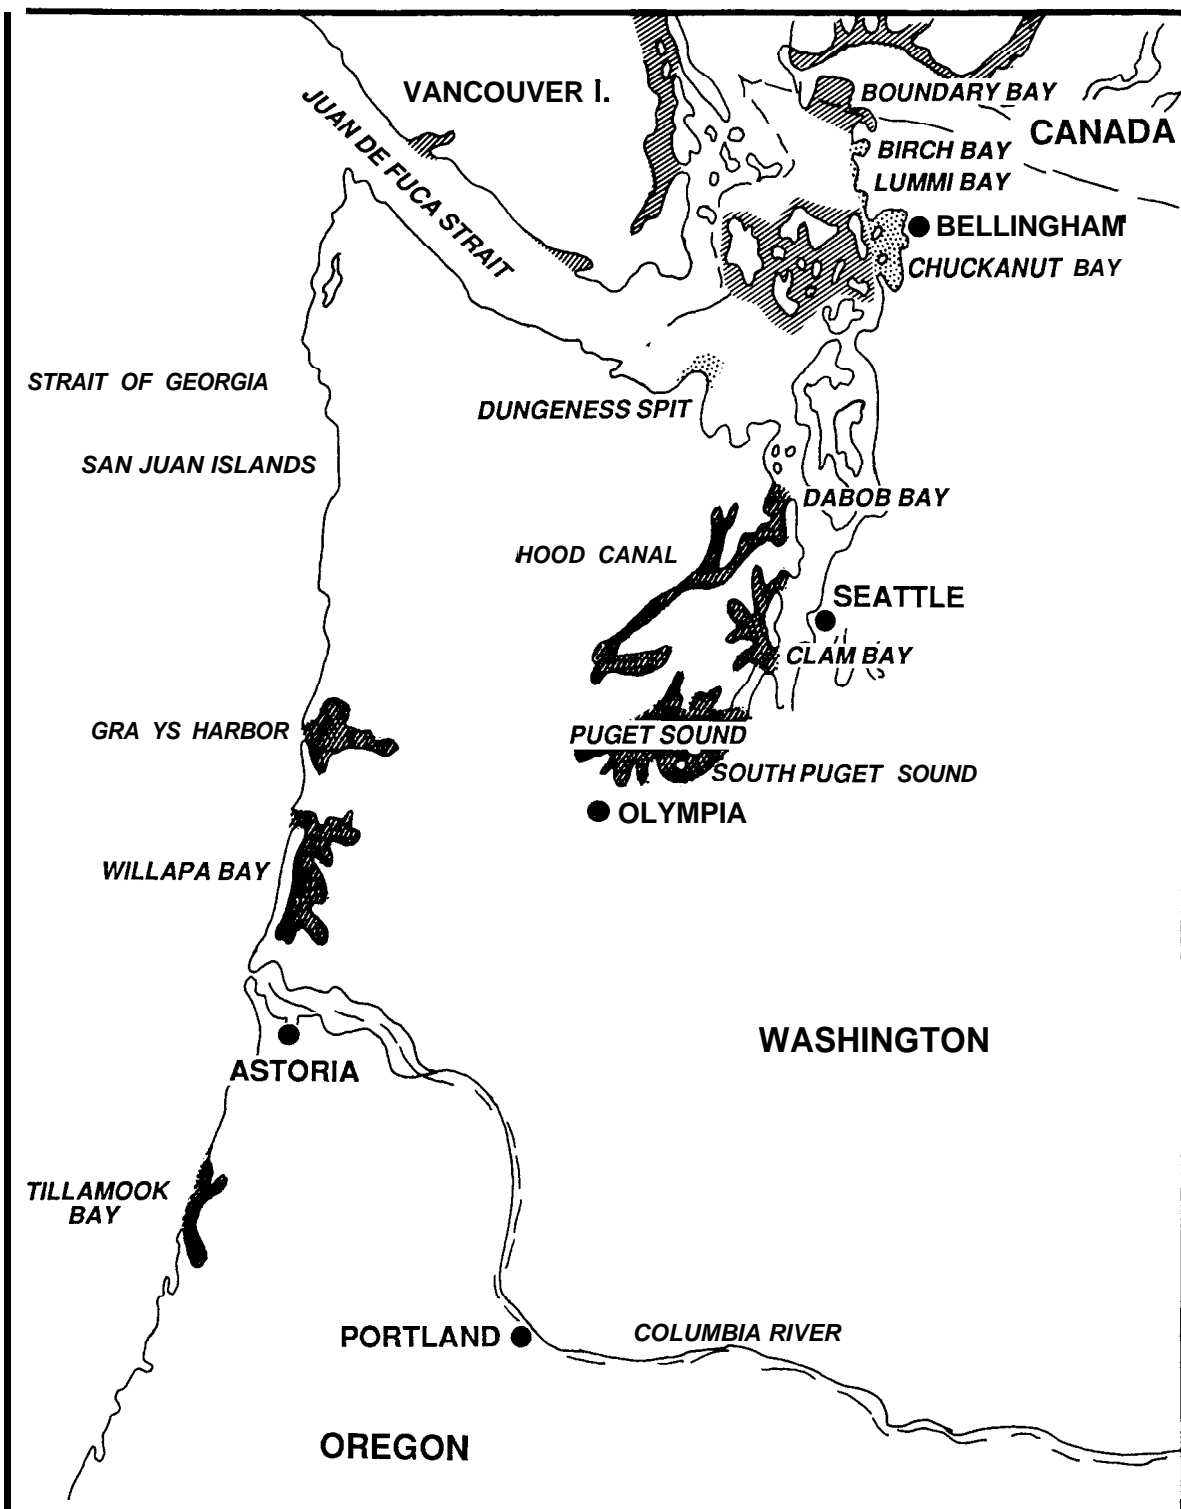 VANCOUVER I.
BOUNDARY BAY
CANADA
JUAN DE FUCA STRAIT
BIRCH BAY
LUMMI BAY
BELLINGHAM
CHUCKANUT BAY
STRAIT OF GEORGIA
DUNGENESS SPIT
SAN JUAN ISLANDS
DABOB BAY
HOOD CANAL
SEATTLE
CLAM BAY
GRA YS HARBOR
PUGET SOUND
SOUTH PUGET SOUND
OLYMPIA
WILLAPA BAY
WASHINGTON
ASTORIA
TILLAMOOK
BAY
PORTLAND
COLUMBIA RIVER
OREGON